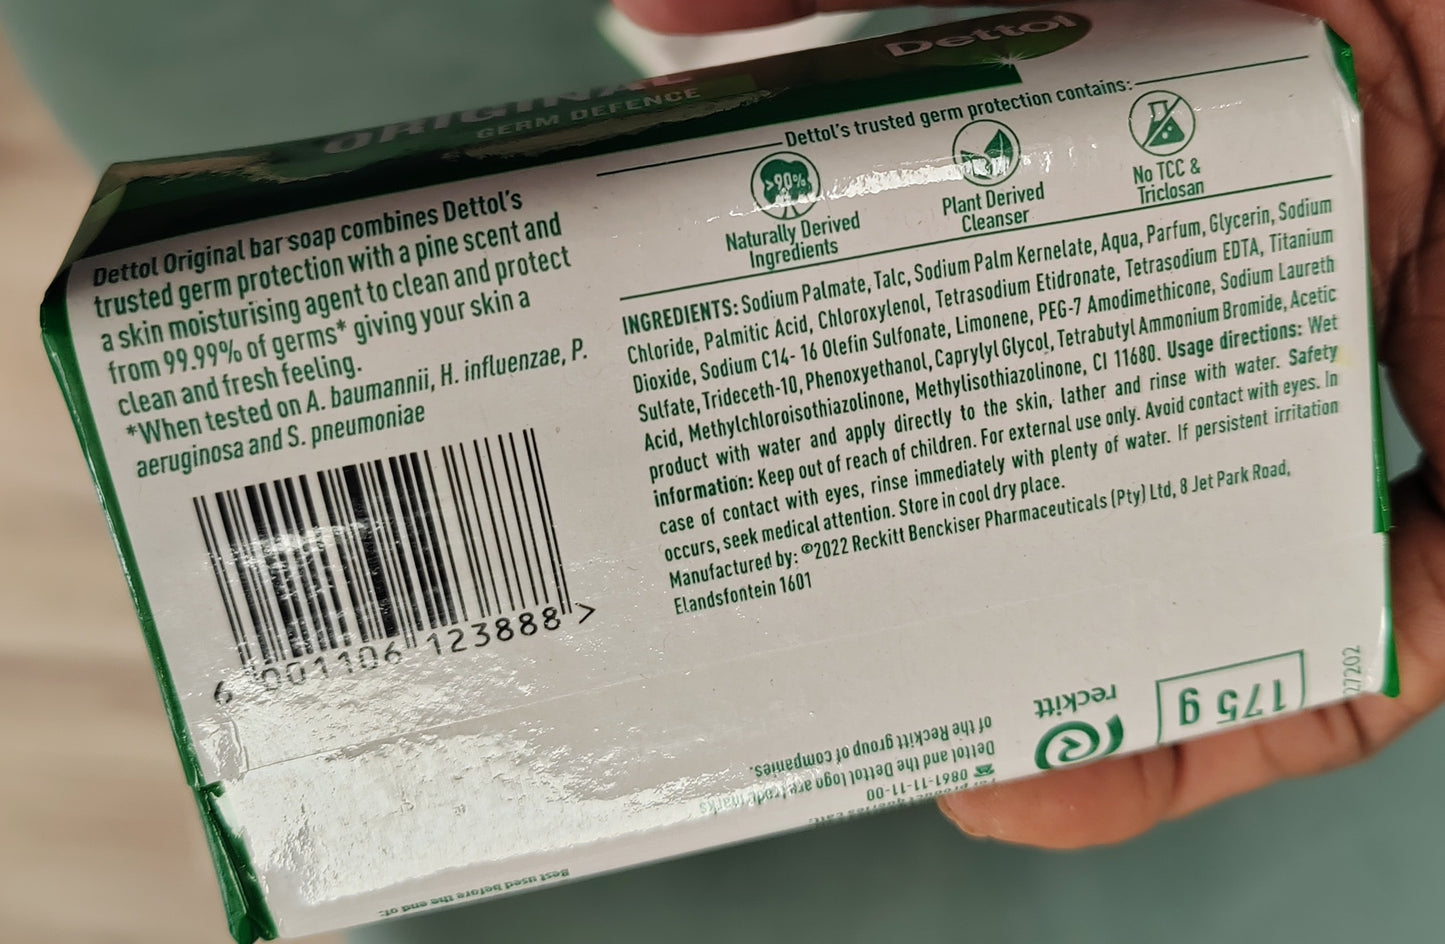 Dettol
ORIGINAL
GERM DEFENCE
Dettol's trusted germ protection contains:
>90%
Naturally Derived
Ingredients
Plant Derived
Cleanser
No TCC &
Triclosan
Dettol Original bar soap combines Dettol's
trusted germ protection with a pine scent and
a skin moisturising agent to clean and protect
from 99.99% of germs* giving your skin a
clean and fresh feeling.
*When tested on A. baumannii, H. influenzae, P.
aeruginosa and S. pneumoniae
6 001106 123888 >
INGREDIENTS: Sodium Palmate, Talc, Sodium Palm Kernelate, Aqua, Parfum, Glycerin, Sodium
Chloride, Palmitic Acid, Chloroxylenol, Tetrasodium Etidronate, Tetrasodium EDTA, Titanium
Dioxide, Sodium C14- 16 Olefin Sulfonate, Limonene, PEG-7 Amodimethicone, Sodium Laureth
Sulfate, Trideceth-10, Phenoxyethanol, Caprylyl Glycol, Tetrabutyl Ammonium Bromide, Acetic
Acid, Methylchloroisothiazolinone, Methylisothiazolinone, CI 11680. Usage directions: Wet
product with water and apply directly to the skin, lather and rinse with water. Safety
information: Keep out of reach of children. For external use only. Avoid contact with eyes. In
case of contact with eyes, rinse immediately with plenty of water. If persistent irritation
occurs, seek medical attention. Store in cool dry place.
Manufactured by: ©2022 Reckitt Benckiser Pharmaceuticals (Pty) Ltd, 8 Jet Park Road,
Elandsfontein 1601
27202
175 g
reckitt
0861-11-11-00
Dettol and the Dettol logo are trade marks
of the Reckitt group of companies.
Best used before the end of: